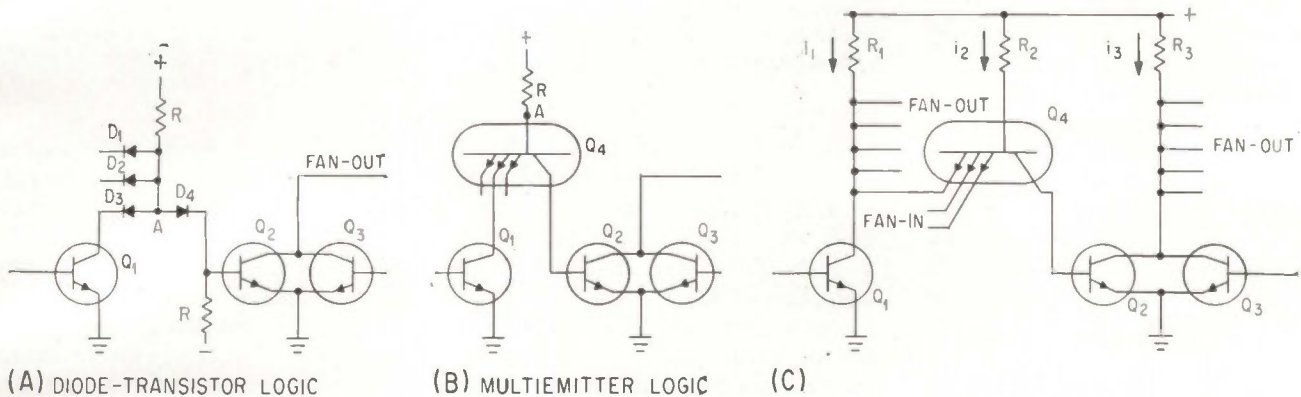 +
R
D1
D2
D3
D4
A
FAN-OUT
Q1
Q2
Q3
R
−
(A) DIODE-TRANSISTOR LOGIC
+
R
A
Q4
Q1
Q2
Q3
(B) MULTIEMITTER LOGIC
+
i1
R1
i2
R2
i3
R3
FAN-OUT
Q4
FAN-OUT
FAN-IN
Q1
Q2
Q3
(C)